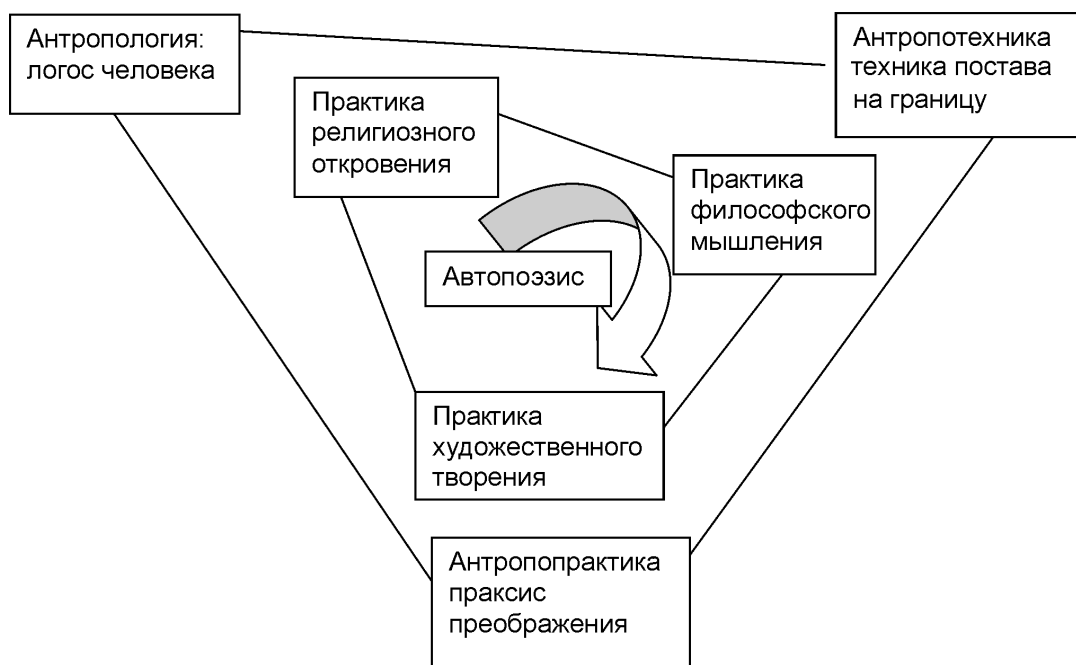 Антропология:
логос человека
Антропотехника
техника постава
на границу
Практика
религиозного
откровения
Практика
философского
мышления
Автопоэзис
Практика
художественного
творения
Антропопрактика
праксис
преображения